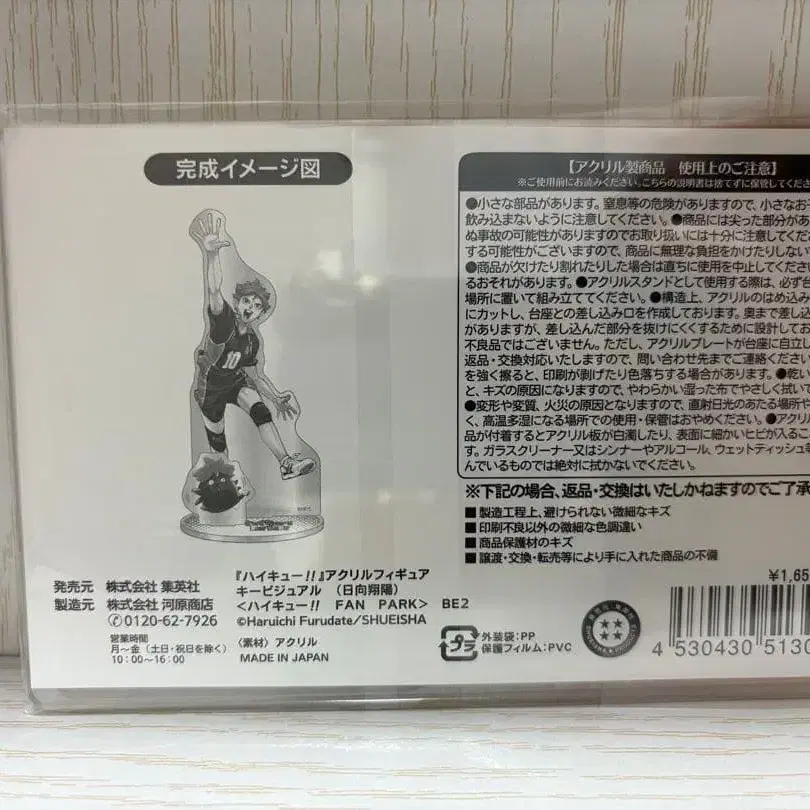 完成イメージ図
10
発売元 株式会社 集英社
製造元 株式会社 河原商店
0120-62-7926
営業時間
月～金（土日・祝日を除く）
10:00～16:00
『ハイキュー!!』アクリルフィギュア
キービジュアル （日向翔陽）
<ハイキュー!! FAN PARK> BE2
©Haruichi Furudate/SHUEISHA
〈素材〉アクリル
MADE IN JAPAN
【アクリル製商品 使用上のご注意】
※ご使用前にお読みください。こちらの説明書は捨てずに保管してくださ
●小さな部品があります。窒息等の危険がありますので、小さなお子
飲み込まないように注意してください。●商品には尖った部分があ
ぬ事故の可能性がありますのでお取り扱いには十分に注意してくだ
する可能性がございますので、商品に無理な負担をかけたりしない
●商品が欠けたり割れたりした場合は直ちに使用を中止してください
るおそれがあります。●アクリルスタンドとして使用する際は、必ず台
場所に置いて組み立ててください。●構造上、アクリルのはめ込み
にカットし、台座との差し込み口を作成しております。奥まで差し込
がありますが、差し込んだ部分を抜けにくくするために設計してお
不良品ではございません。ただし、アクリルプレートが台座に自立し
返品・交換対応いたしますので、問い合わせ先までご連絡ください
を強く擦ると、印刷が剥げたり色落ちする場合があります。●乾い
と、キズの原因になりますので、やわらかい湿った布でやさしく拭いて
●変形や変質、火災の原因となりますので、直射日光のあたる場所や
く、高温多湿になる場所での使用・保管はおやめください。●アクリ
品が付着するとアクリル板が白濁したり、表面に細かいヒビが入るこ
す。ガラスクリーナー又はシンナーやアルコール、ウェットティッシュ等
んでいるものでは絶対に拭かないでください。
※下記の場合、返品・交換はいたしかねますのでご了承
■製造工程上、避けられない微細なキズ
■印刷不良以外の微細な色調違い
■商品保護材のキズ
■譲渡・交換・転売等により手に入れた商品の不備
¥1,65
プラ
外装袋:PP
保護フィルム:PVC
4 530430 5130